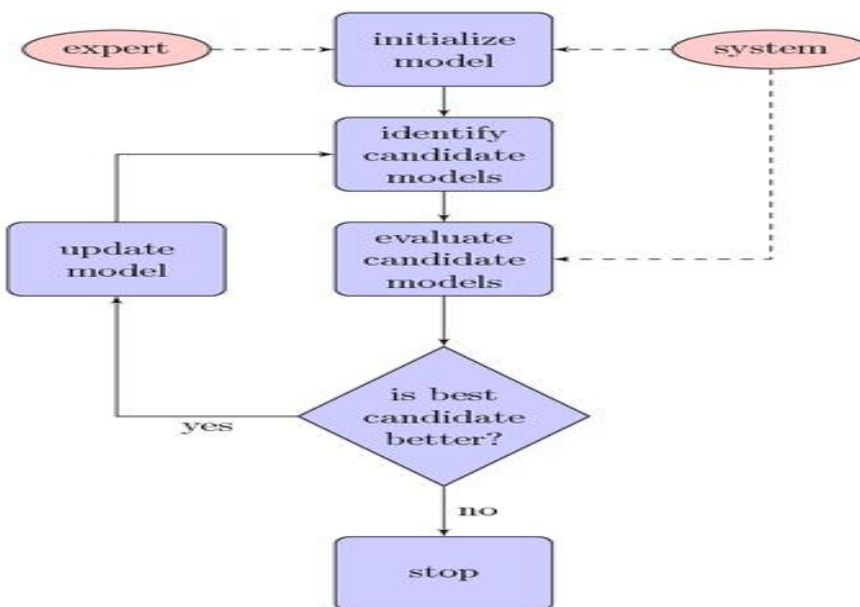 expert
initialize
model
system
identify
candidate
models
update
model
evaluate
candidate
models
is best
candidate
better?
yes
no
stop